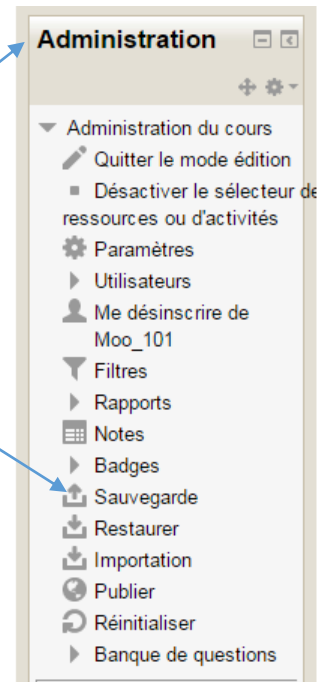 Administration
Administration du cours
Quitter le mode édition
Désactiver le sélecteur de
ressources ou d'activités
Paramètres
Utilisateurs
Me désinscrire de
Moo_101
Filtres
Rapports
Notes
Badges
Sauvegarde
Restaurer
Importation
Publier
Réinitialiser
Banque de questions